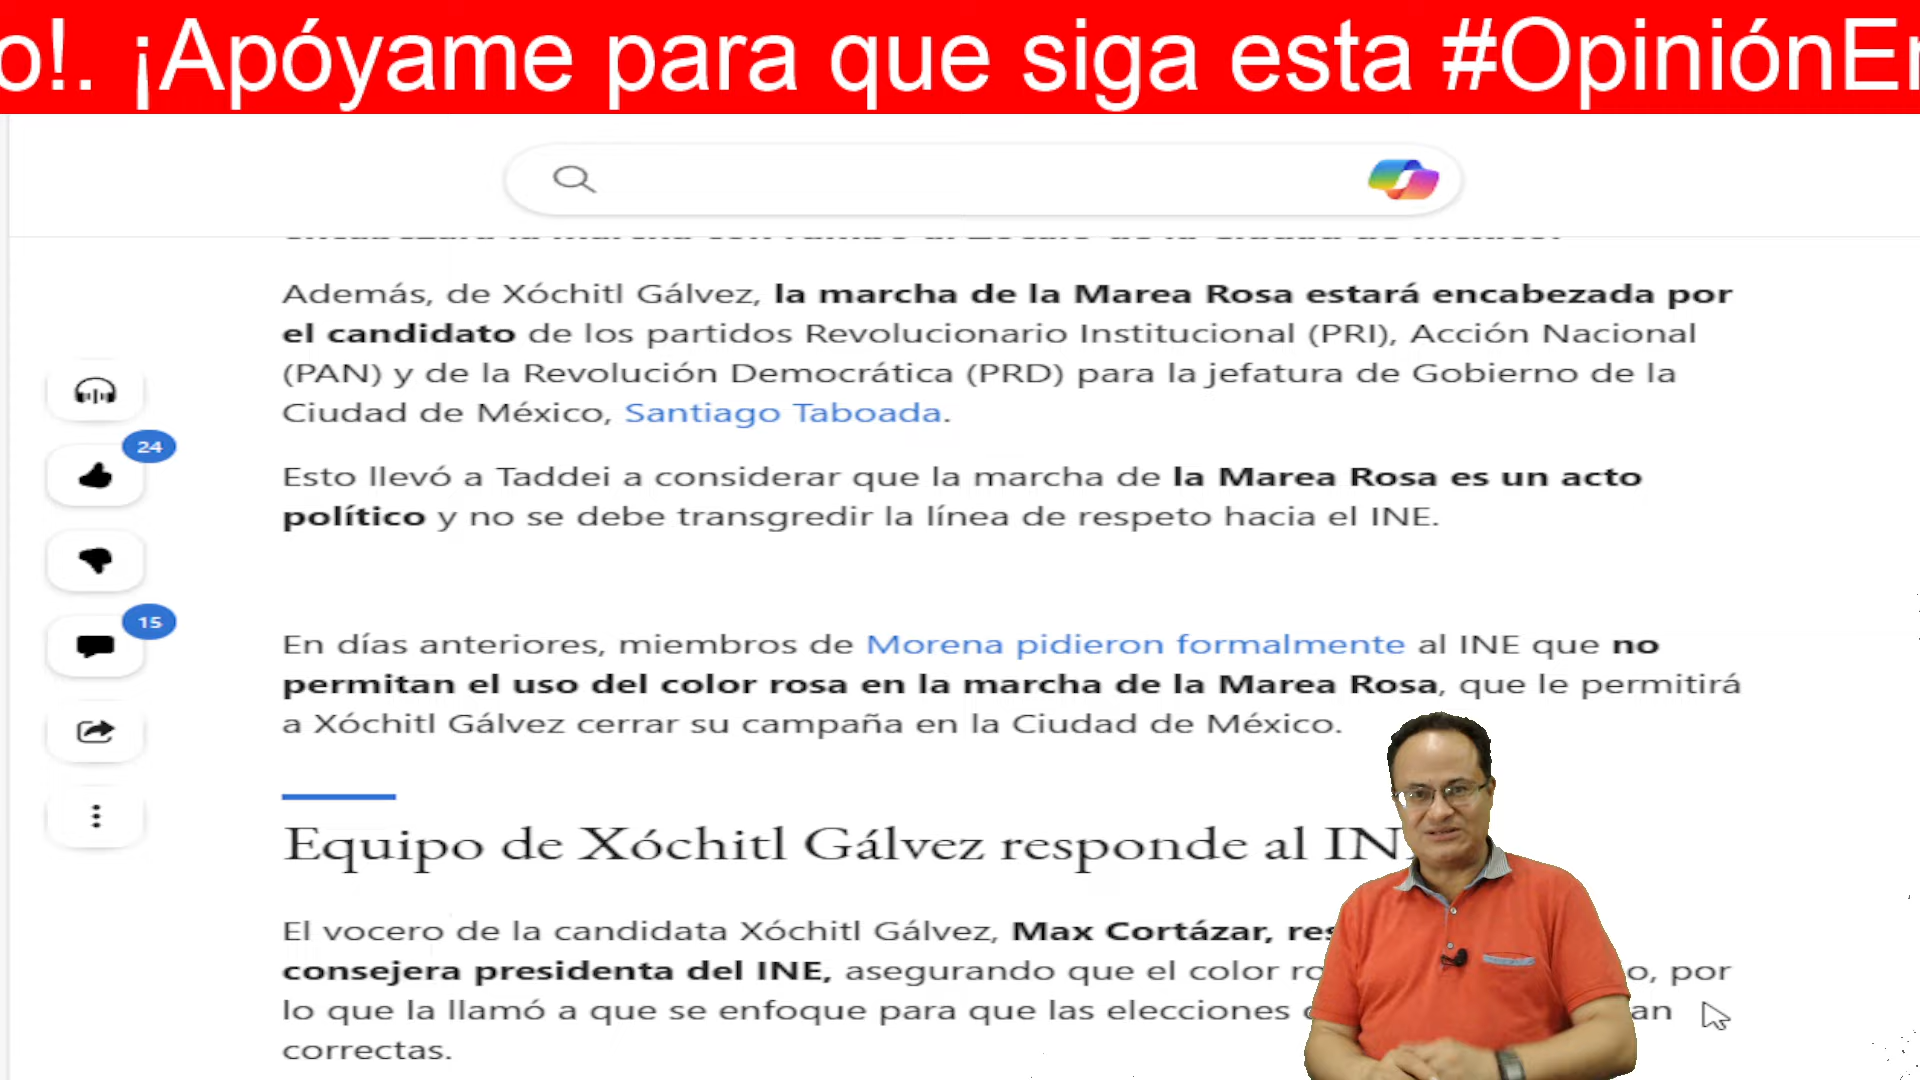 o!. ¡Apóyame para que siga esta #OpiniónEn
Además, de Xóchitl Gálvez, la marcha de la Marea Rosa estará encabezada por
el candidato de los partidos Revolucionario Institucional (PRI), Acción Nacional
(PAN) y de la Revolución Democrática (PRD) para la jefatura de Gobierno de la
Ciudad de México, Santiago Taboada.
24
Esto llevó a Taddei a considerar que la marcha de la Marea Rosa es un acto
político y no se debe transgredir la línea de respeto hacia el INE.
15
En días anteriores, miembros de Morena pidieron formalmente al INE que no
permitan el uso del color rosa en la marcha de la Marea Rosa, que le permitirá
a Xóchitl Gálvez cerrar su campaña en la Ciudad de México.
Equipo de Xóchitl Gálvez responde al IN
El vocero de la candidata Xóchitl Gálvez, Max Cortázar, res
consejera presidenta del INE, asegurando que el color ro o, por
lo que la llamó a que se enfoque para que las elecciones an
correctas.